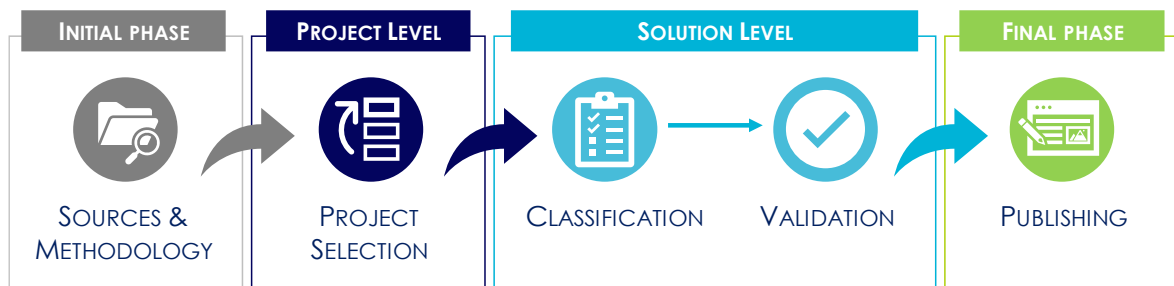 INITIAL PHASE
PROJECT LEVEL
SOLUTION LEVEL
FINAL PHASE
SOURCES &
METHODOLOGY
PROJECT
SELECTION
CLASSIFICATION
VALIDATION
PUBLISHING